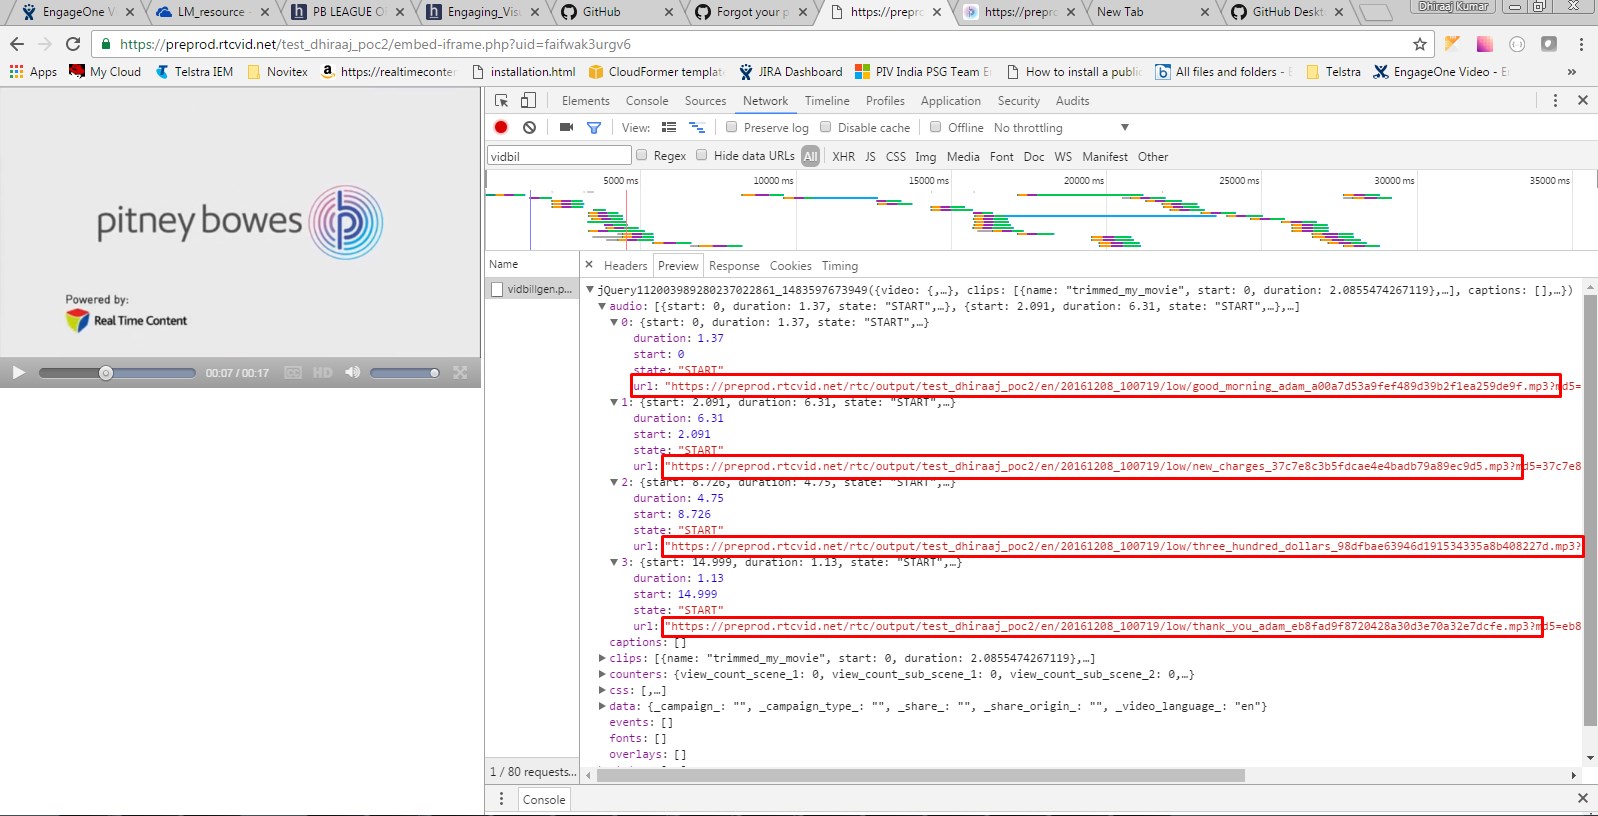 EngageOne Vi
LM_resource -
PB LEAGUE O
Engaging_Visu
GitHub
Forgot your p
https://prepro
https://prepro
New Tab
GitHub Deskt
Dhiraaj Kumar
https://preprod.rtcvid.net/test_dhiraaj_poc2/embed-iframe.php?uid=faifwak3urgv6
Apps
My Cloud
Telstra IEM
Novitex
https://realtimeconter
installation.html
CloudFormer templat
JIRA Dashboard
PIV India PSG Team E
How to install a publi
All files and folders - E
Telstra
EngageOne Video - E
»
Elements Console Sources Network Timeline Profiles Application Security Audits
View: Preserve log Disable cache Offline No throttling
vidbil Regex Hide data URLs All XHR JS CSS Img Media Font Doc WS Manifest Other
5000 ms 10000 ms 15000 ms 20000 ms 25000 ms 30000 ms 35000 ms
pitney bowes
Powered by:
Real Time Content
00:07 / 00:17 CC HD
Name
vidbillgen.p...
1 / 80 requests...
× Headers Preview Response Cookies Timing
jQuery112003989280237022861_1483597673949({video: {,…}, clips: [{name: "trimmed_my_movie", start: 0, duration: 2.0855474267119},…], captions: [],…})
audio: [{start: 0, duration: 1.37, state: "START",…}, {start: 2.091, duration: 6.31, state: "START",…},…]
0: {start: 0, duration: 1.37, state: "START",…}
duration: 1.37
start: 0
state: "START"
url: "https://preprod.rtcvid.net/rtc/output/test_dhiraaj_poc2/en/20161208_100719/low/good_morning_adam_a00a7d53a9fef489d39b2f1ea259de9f.mp3?md5=
1: {start: 2.091, duration: 6.31, state: "START",…}
duration: 6.31
start: 2.091
state: "START"
url: "https://preprod.rtcvid.net/rtc/output/test_dhiraaj_poc2/en/20161208_100719/low/new_charges_37c7e8c3b5fdcae4e4badb79a89ec9d5.mp3?md5=37c7e8
2: {start: 8.726, duration: 4.75, state: "START",…}
duration: 4.75
start: 8.726
state: "START"
url: "https://preprod.rtcvid.net/rtc/output/test_dhiraaj_poc2/en/20161208_100719/low/three_hundred_dollars_98dfbae63946d191534335a8b408227d.mp3?
3: {start: 14.999, duration: 1.13, state: "START",…}
duration: 1.13
start: 14.999
state: "START"
url: "https://preprod.rtcvid.net/rtc/output/test_dhiraaj_poc2/en/20161208_100719/low/thank_you_adam_eb8fad9f8720428a30d3e70a32e7dcfe.mp3?md5=eb8
captions: []
clips: [{name: "trimmed_my_movie", start: 0, duration: 2.0855474267119},…]
counters: {view_count_scene_1: 0, view_count_sub_scene_1: 0, view_count_sub_scene_2: 0,…}
css: [,…]
data: {_campaign_: "", _campaign_type_: "", _share_: "", _share_origin_: "", _video_language_: "en"}
events: []
fonts: []
overlays: []
Console